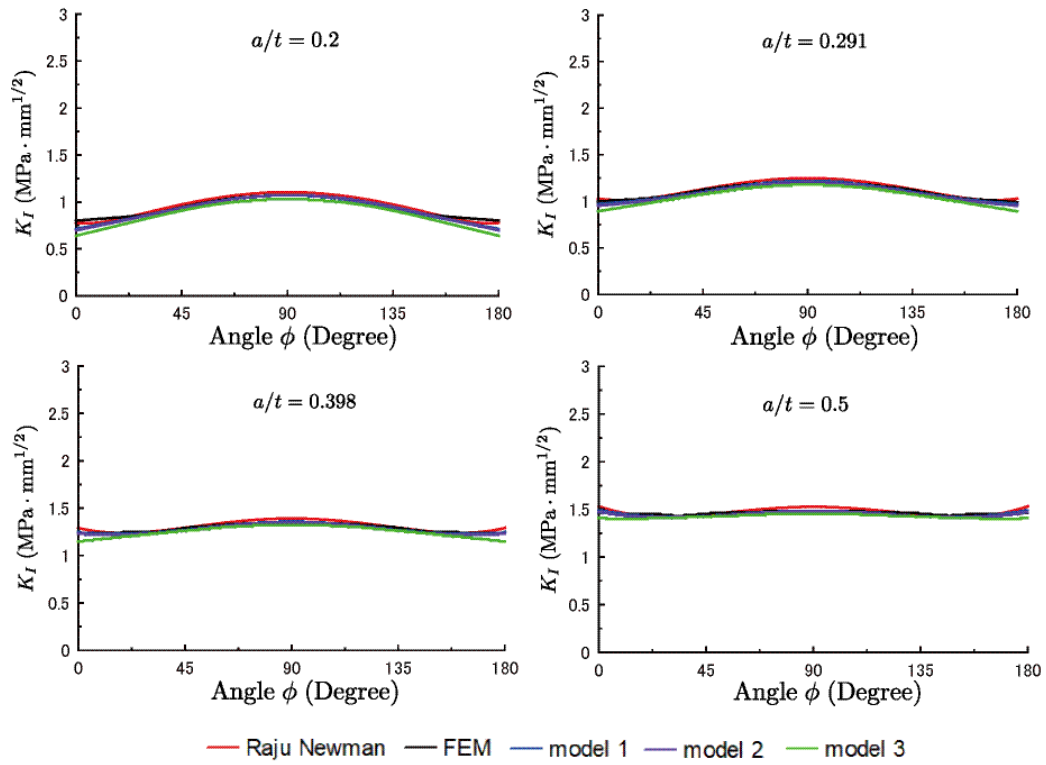 3
2.5
2
1.5
1
0.5
0
K_I (MPa · mm^{1/2})
a/t = 0.2
0 45 90 135 180
Angle ϕ (Degree)
3
2.5
2
1.5
1
0.5
0
K_I (MPa · mm^{1/2})
a/t = 0.291
0 45 90 135 180
Angle ϕ (Degree)
3
2.5
2
1.5
1
0.5
0
K_I (MPa · mm^{1/2})
a/t = 0.398
0 45 90 135 180
Angle ϕ (Degree)
3
2.5
2
1.5
1
0.5
0
K_I (MPa · mm^{1/2})
a/t = 0.5
0 45 90 135 180
Angle ϕ (Degree)
Raju Newman FEM model 1 model 2 model 3